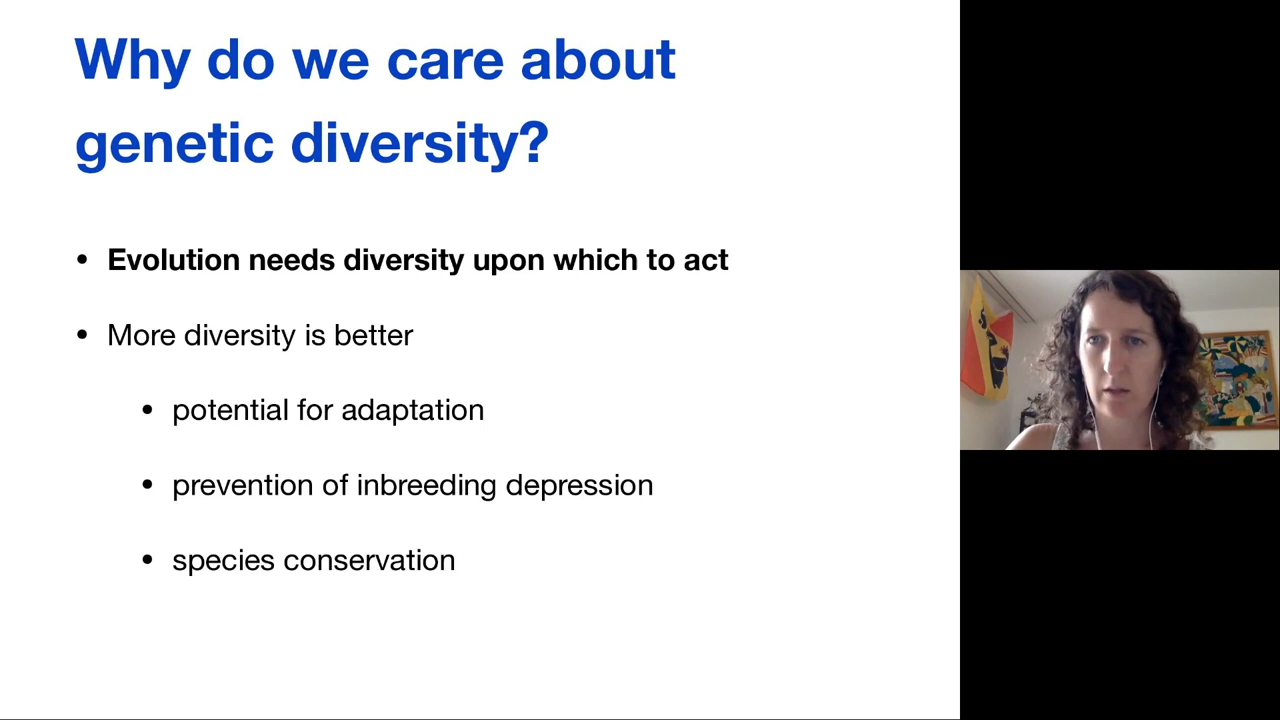 Why do we care about
genetic diversity?
• Evolution needs diversity upon which to act
• More diversity is better
• potential for adaptation
• prevention of inbreeding depression
• species conservation